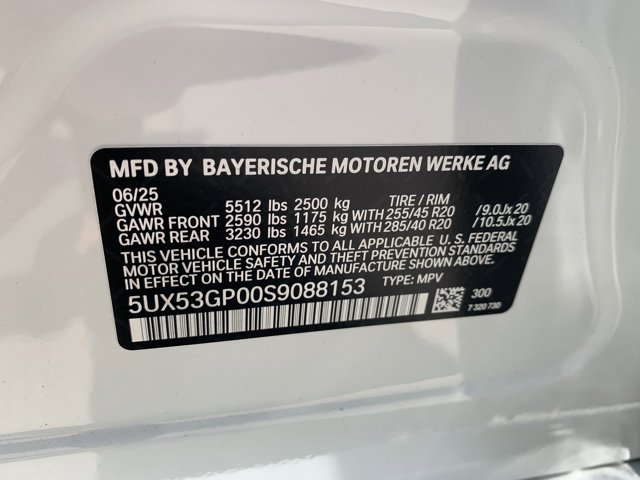 MFD BY BAYERISCHE MOTOREN WERKE AG
06/25
GVWR 5512 lbs 2500 kg TIRE / RIM
GAWR FRONT 2590 lbs 1175 kg WITH 255/45 R20 /9.0Jx20
GAWR REAR 3230 lbs 1465 kg WITH 285/40 R20 /10.5Jx20
THIS VEHICLE CONFORMS TO ALL APPLICABLE U. S. FEDERAL
MOTOR VEHICLE SAFETY AND THEFT PREVENTION STANDARDS
IN EFFECT ON THE DATE OF MANUFACTURE SHOWN ABOVE.
5UX53GP00S9088153 TYPE: MPV
300
7 320 730